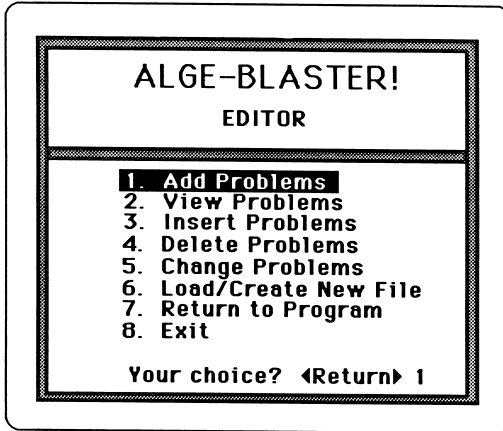 ALGE-BLASTER!
EDITOR
1. Add Problems
2. View Problems
3. Insert Problems
4. Delete Problems
5. Change Problems
6. Load/Create New File
7. Return to Program
8. Exit
Your choice? ◀Return▶ 1